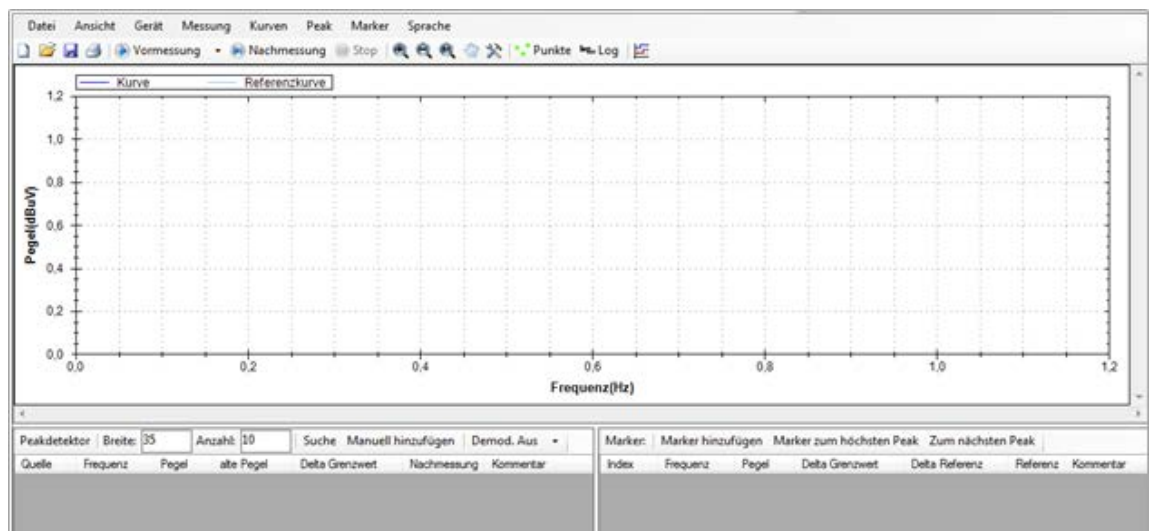 Datei Ansicht Gerät Messung Kurven Peak Marker Sprache
Vormessung Nachmessung Stop Punkte Log
Kurve Referenzkurve
1,2
1,0
0,8
0,6
0,4
0,2
0,0
Pegel(dBuV)
0,0 0,2 0,4 0,6 0,8 1,0 1,2
Frequenz(Hz)
Peakdetektor Breite: 35 Anzahl: 10 Suche Manuell hinzufügen Demod. Aus
Quelle Frequenz Pegel alte Pegel Delta Grenzwert Nachmessung Kommentar
Marker: Marker hinzufügen Marker zum höchsten Peak Zum nächsten Peak
Index Frequenz Pegel Delta Grenzwert Delta Referenz Referenz Kommentar